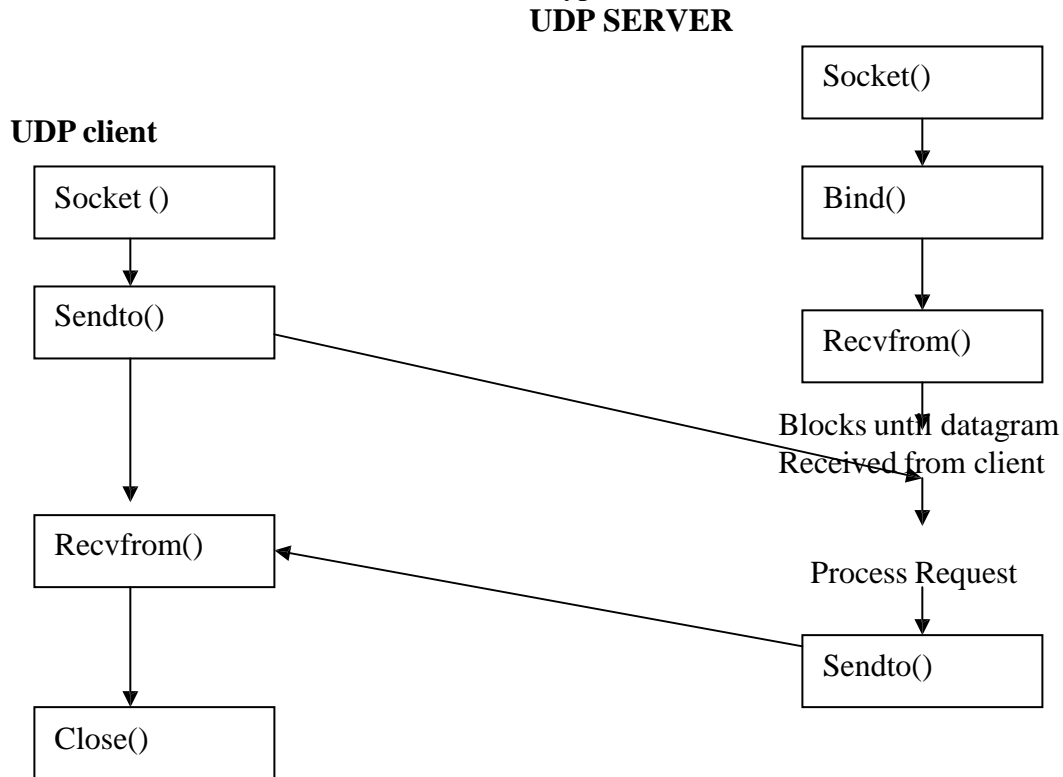 UDP SERVER
Socket()
UDP client
Socket ()
Bind()
Sendto()
Recvfrom()
Blocks until datagram
Received from client
Recvfrom()
Process Request
Sendto()
Close()